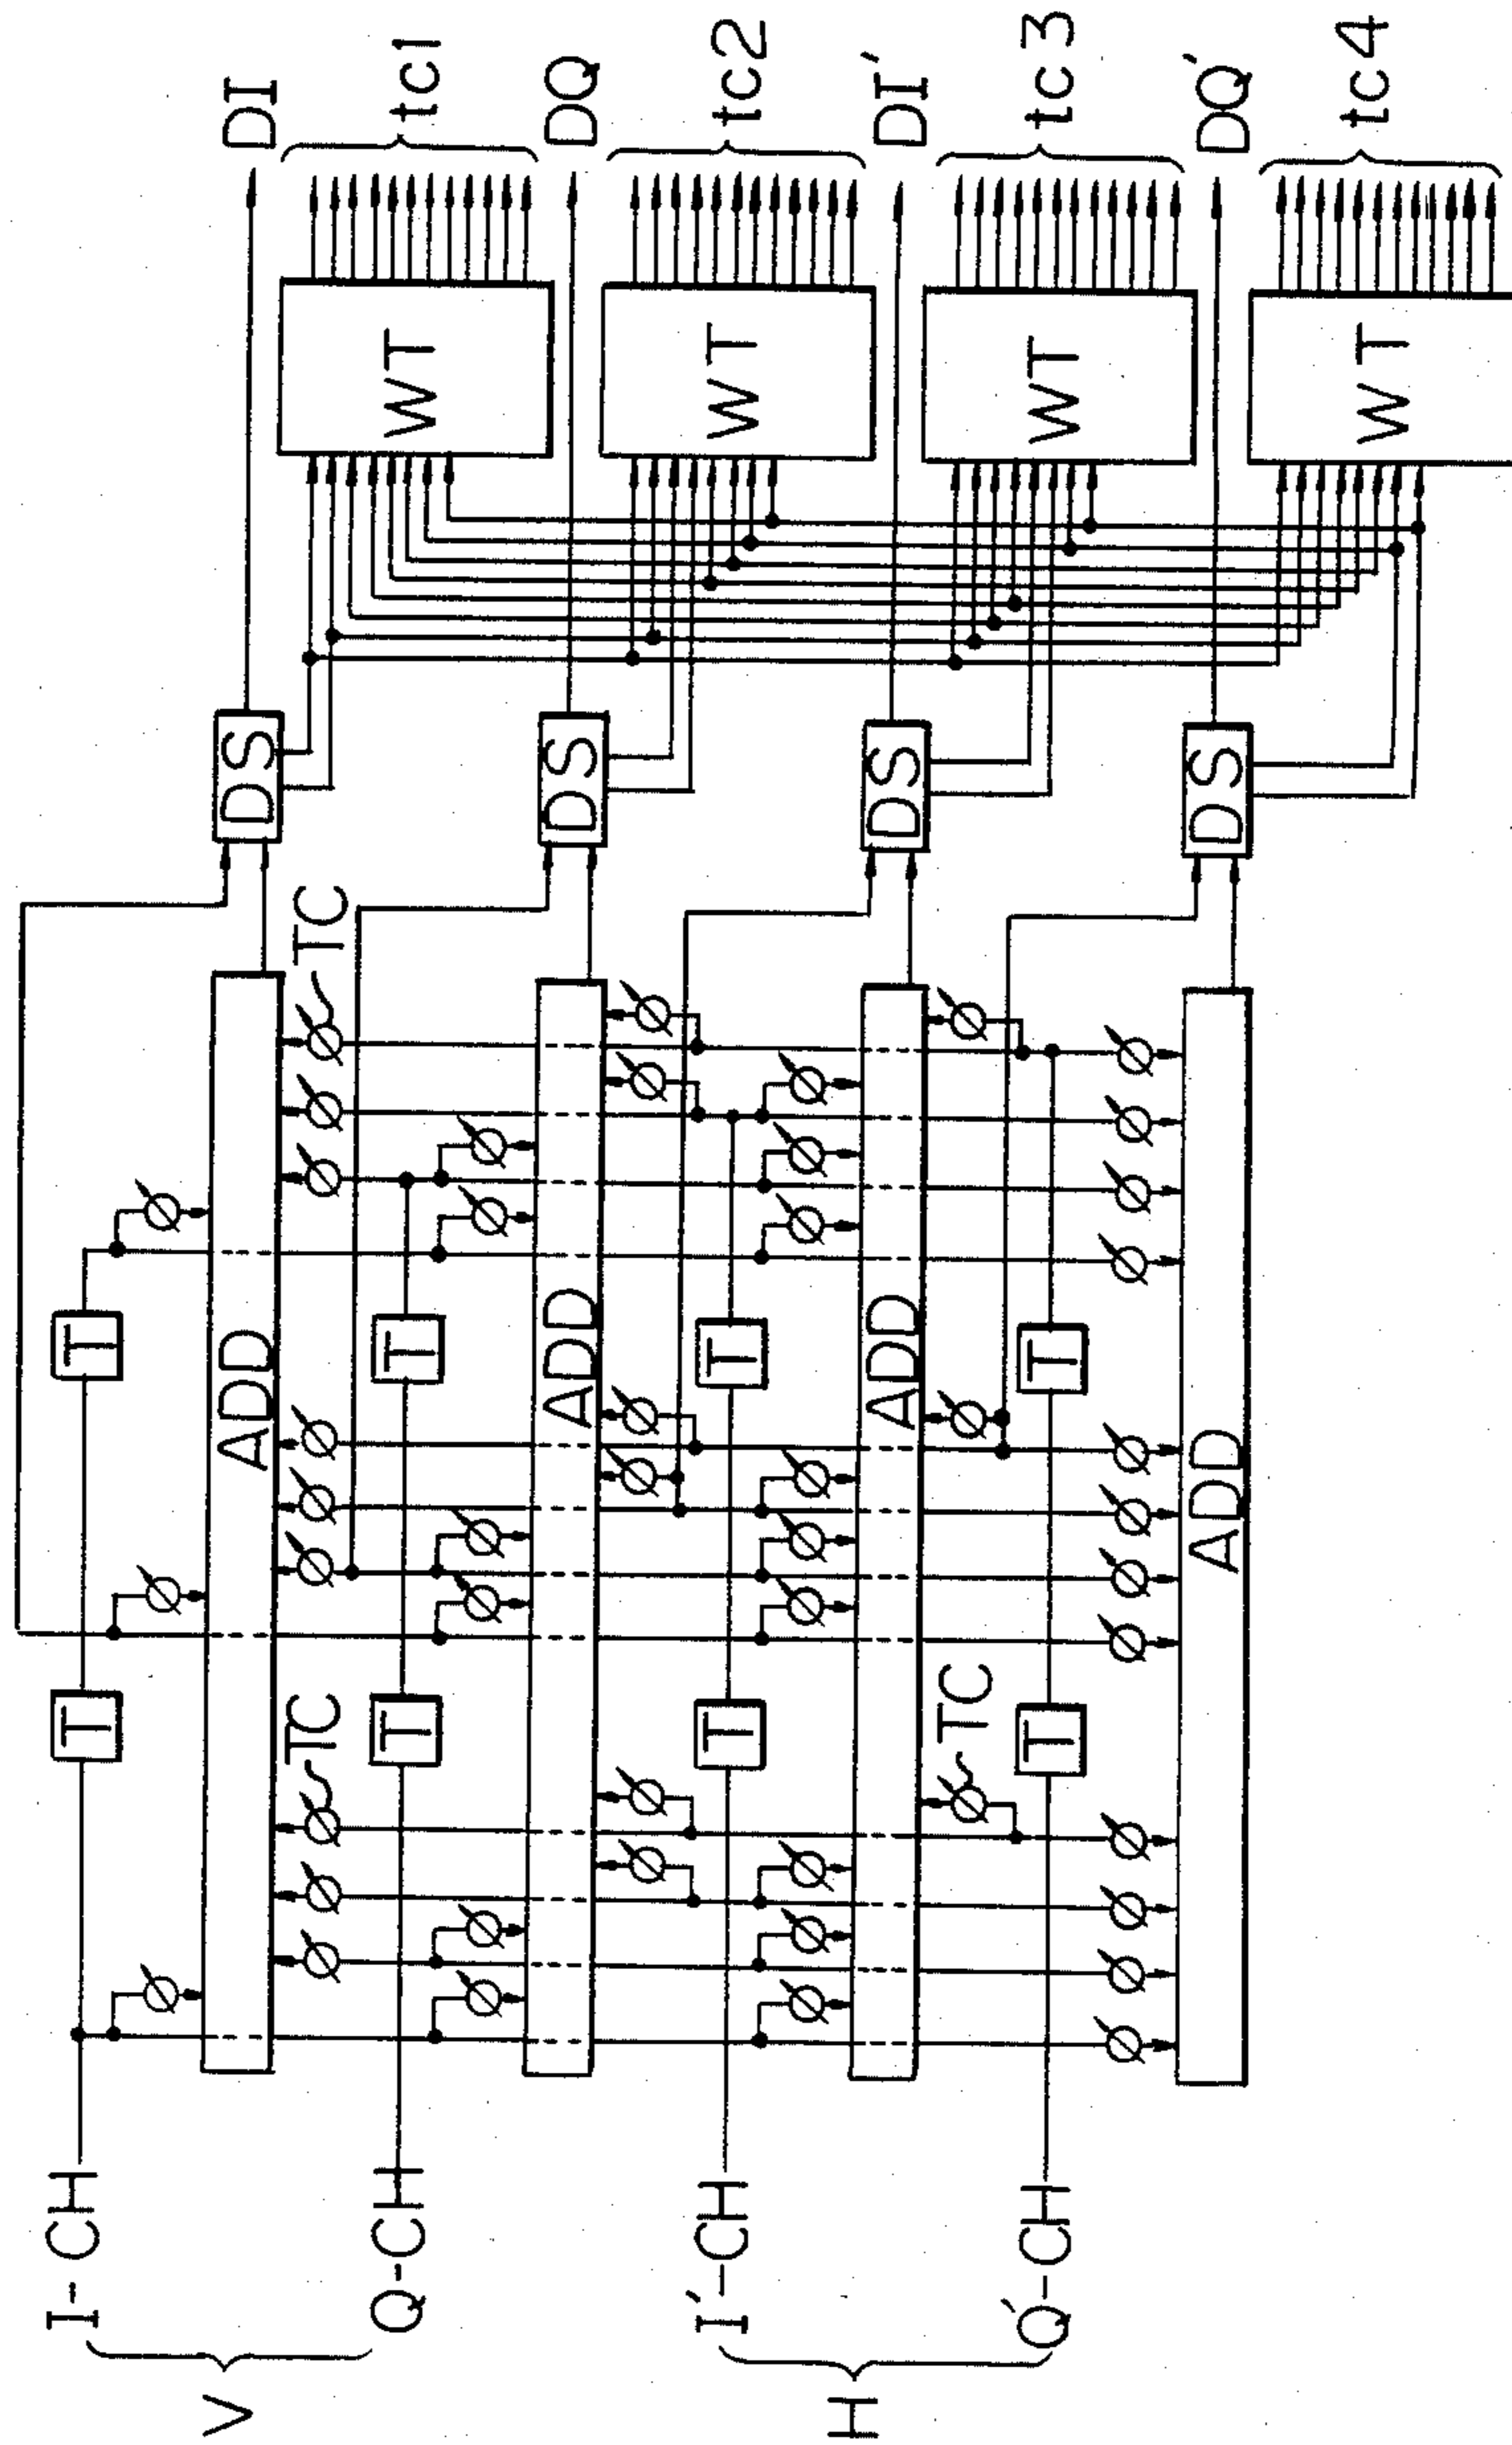 V
H
I-CH
Q-CH
I'-CH
Q'-CH
T
T
T
T
T
T
T
T
TC
TC
TC
ADD
ADD
ADD
ADD
DS
DS
DS
DS
WT
WT
WT
WT
DI
tc1
DQ
tc2
DI'
tc3
DQ'
tc4